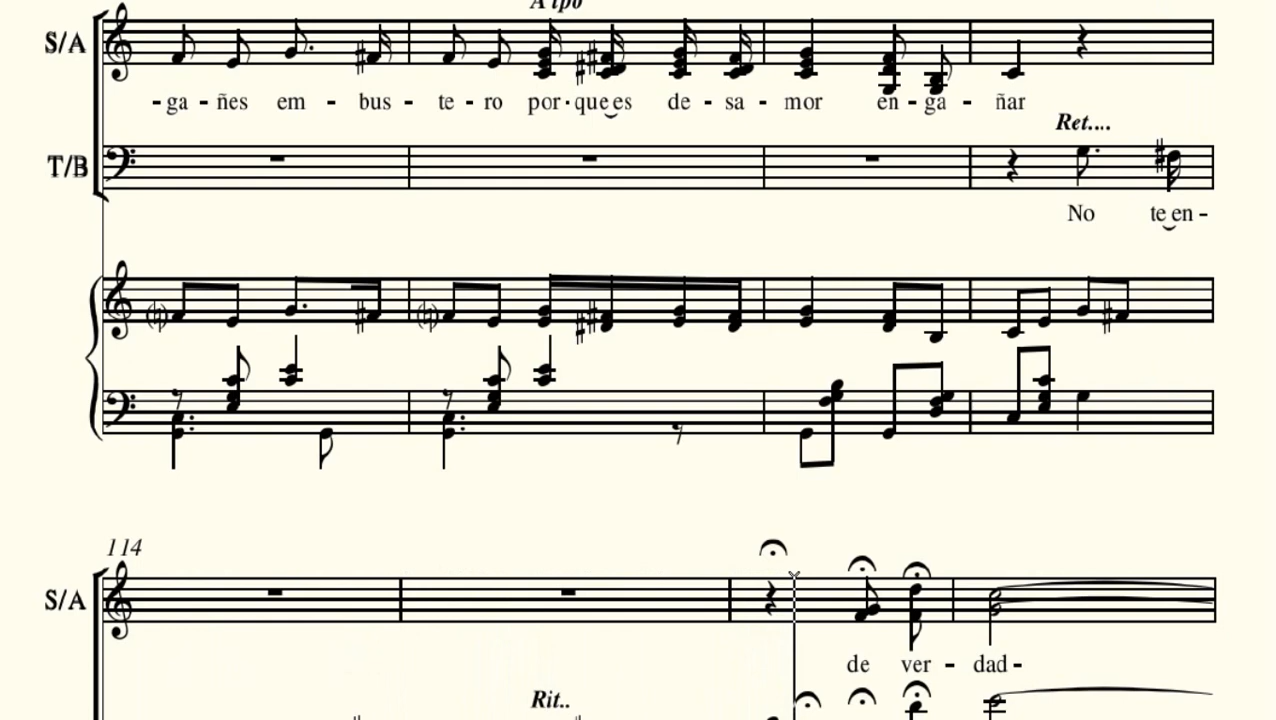 A tpo
S/A
- ga - ñes em - bus - te - ro por - que es de - sa - mor en - ga - ñar
Ret....
T/B
No te en -
114
S/A
de ver - dad -
Rit..